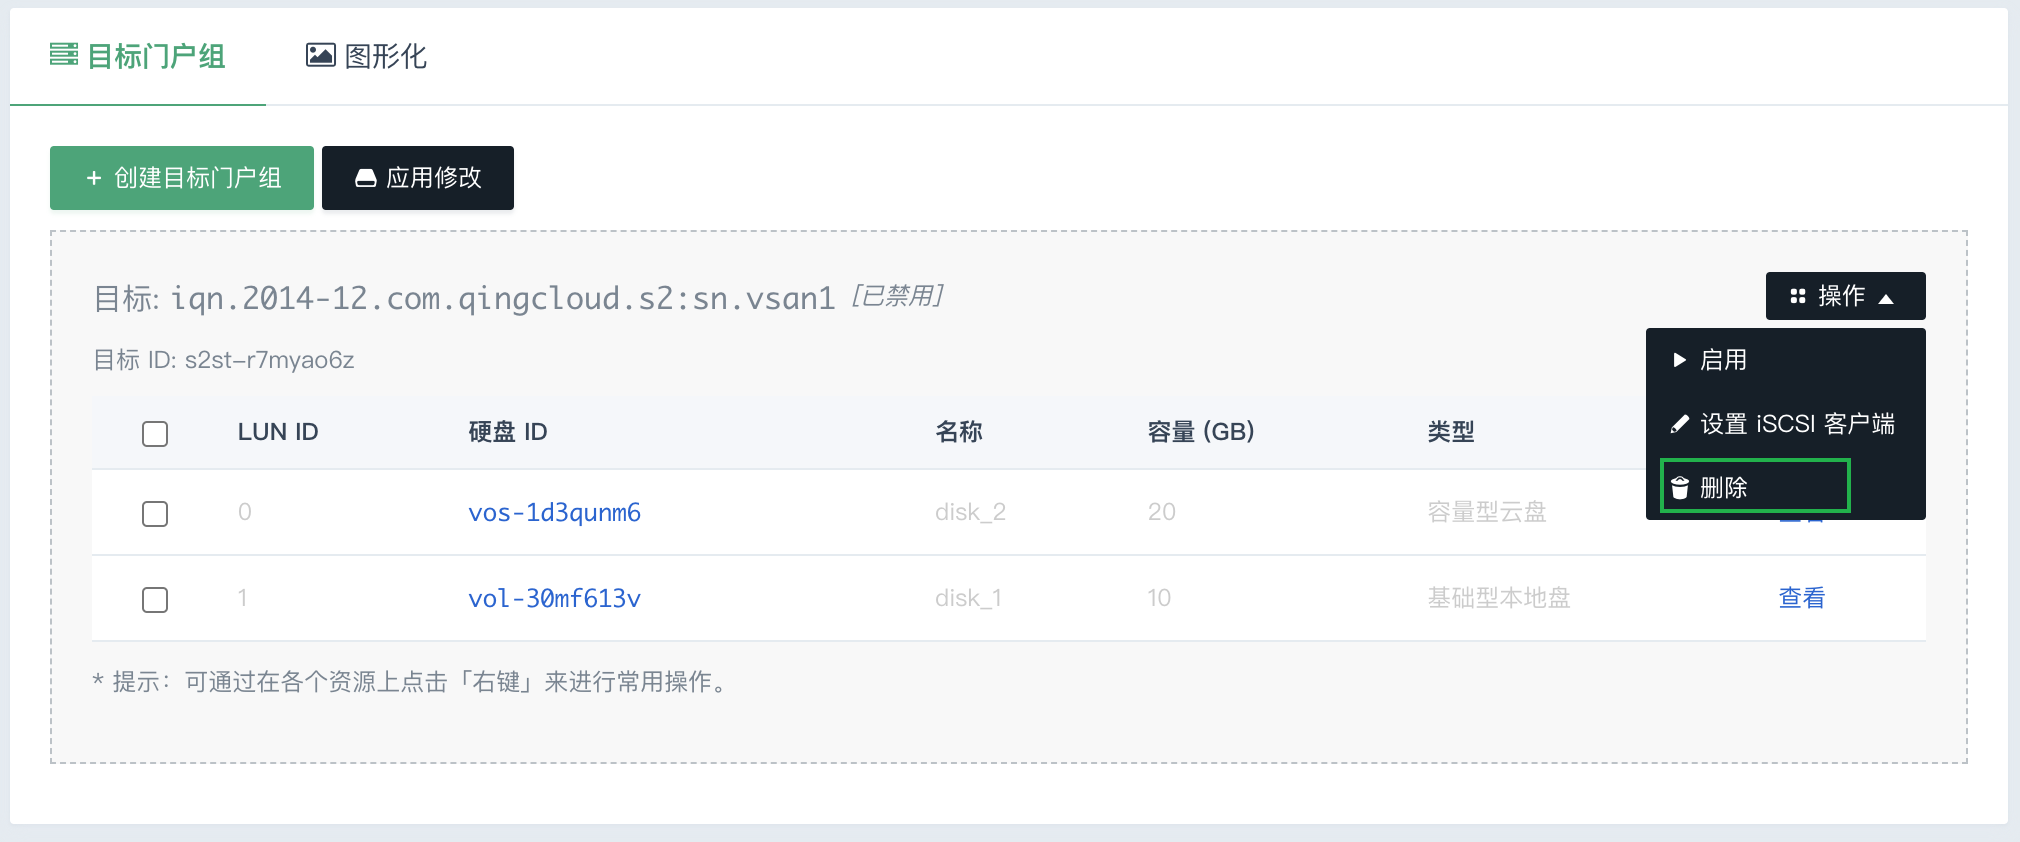 目标门户组
图形化
+ 创建目标门户组
应用修改
目标: iqn.2014-12.com.qingcloud.s2:sn.vsan1 [已禁用]
操作
目标 ID: s2st-r7myao6z
启用
设置 iSCSI 客户端
删除
LUN ID 硬盘 ID 名称 容量 (GB) 类型
0 vos-1d3qunm6 disk_2 20 容量型云盘
1 vol-30mf613v disk_1 10 基础型本地盘 查看
* 提示：可通过在各个资源上点击「右键」来进行常用操作。